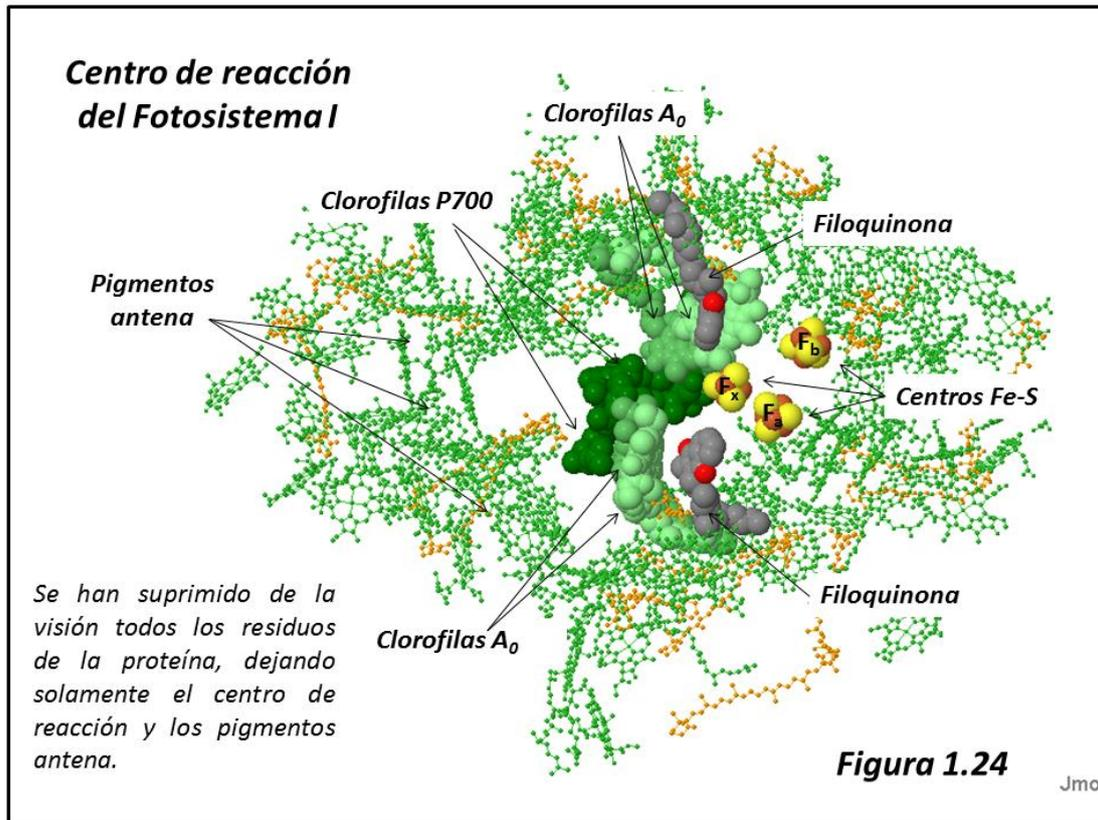 Centro de reacción
del Fotosistema I
Clorofilas A0
Clorofilas P700
Filoquinona
Pigmentos
antena
Fb
Fx
Fa
Centros Fe-S
Filoquinona
Clorofilas A0
Se han suprimido de la
visión todos los residuos
de la proteína, dejando
solamente el centro de
reacción y los pigmentos
antena.
Figura 1.24